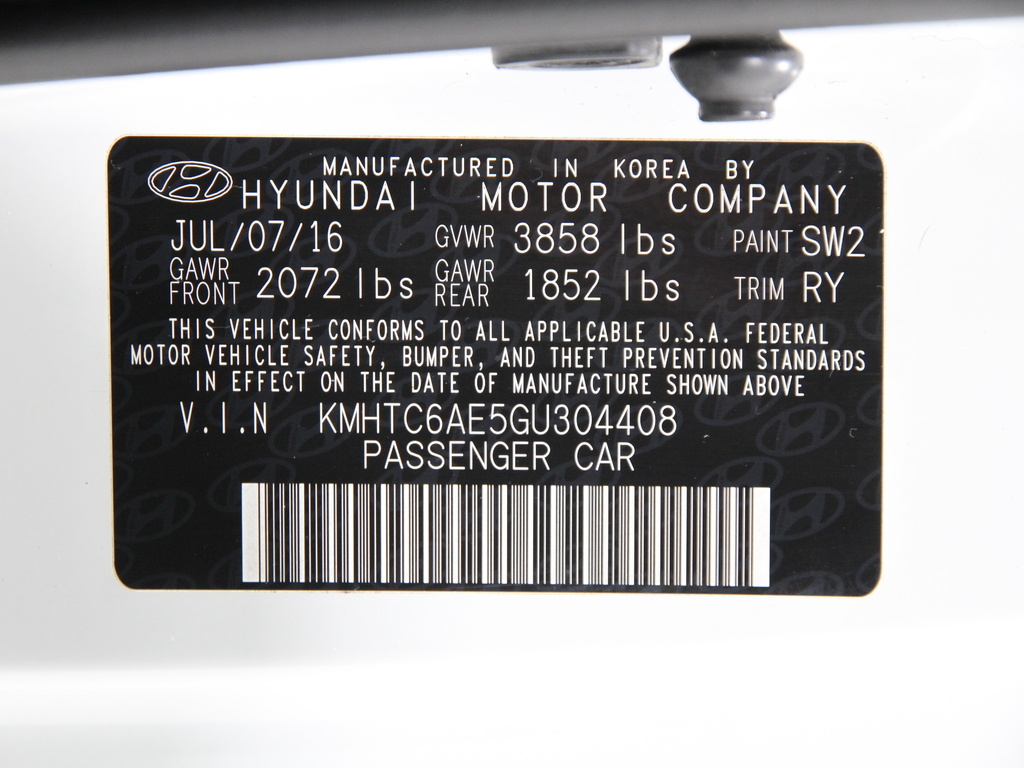 MANUFACTURED IN KOREA BY
HYUNDAI MOTOR COMPANY
JUL/07/16 GVWR 3858 lbs PAINT SW2
GAWR FRONT 2072 lbs GAWR REAR 1852 lbs TRIM RY
THIS VEHICLE CONFORMS TO ALL APPLICABLE U.S.A. FEDERAL
MOTOR VEHICLE SAFETY, BUMPER, AND THEFT PREVENTION STANDARDS
IN EFFECT ON THE DATE OF MANUFACTURE SHOWN ABOVE
V.I.N KMHTC6AE5GU304408
PASSENGER CAR